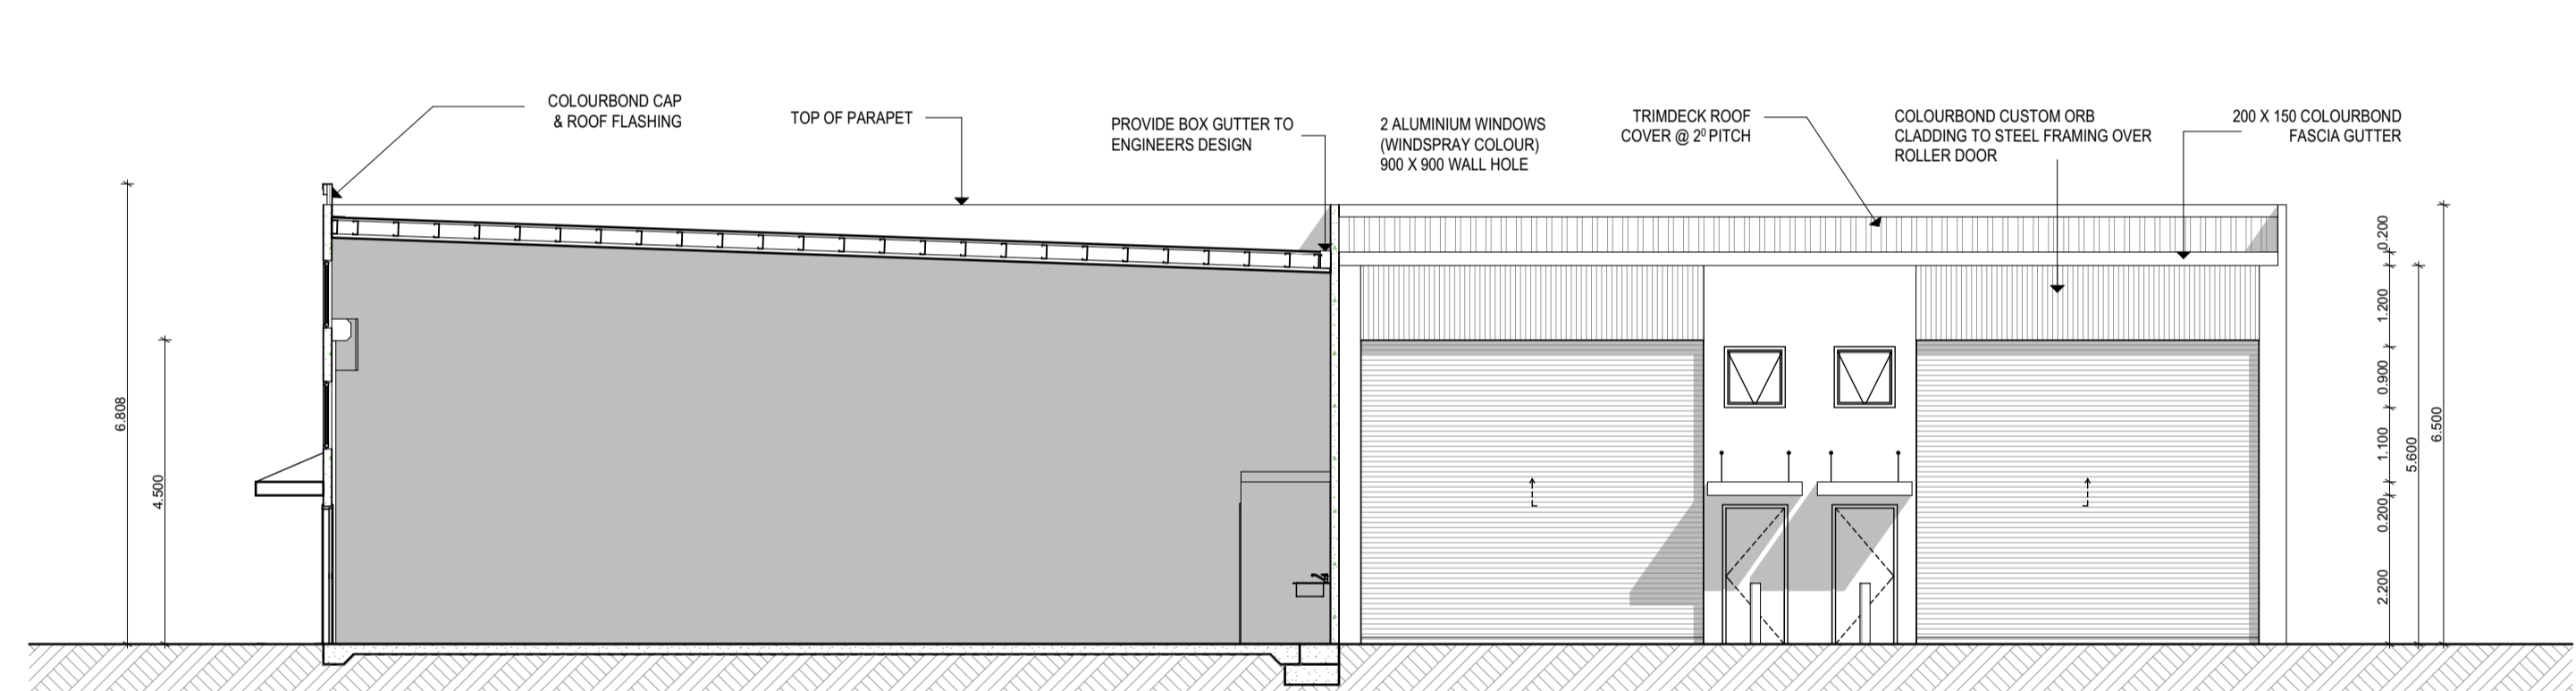 COLOURBOND CAP
& ROOF FLASHING
TOP OF PARAPET
PROVIDE BOX GUTTER TO
ENGINEERS DESIGN
2 ALUMINIUM WINDOWS
(WINDSPRAY COLOUR)
900 X 900 WALL HOLE
TRIMDECK ROOF
COVER @ 2⁰ PITCH
COLOURBOND CUSTOM ORB
CLADDING TO STEEL FRAMING OVER
ROLLER DOOR
200 X 150 COLOURBOND
FASCIA GUTTER
6.808
4.500
0.200
1.200
0.900
1.100
0.200
2.200
5.600
6.500